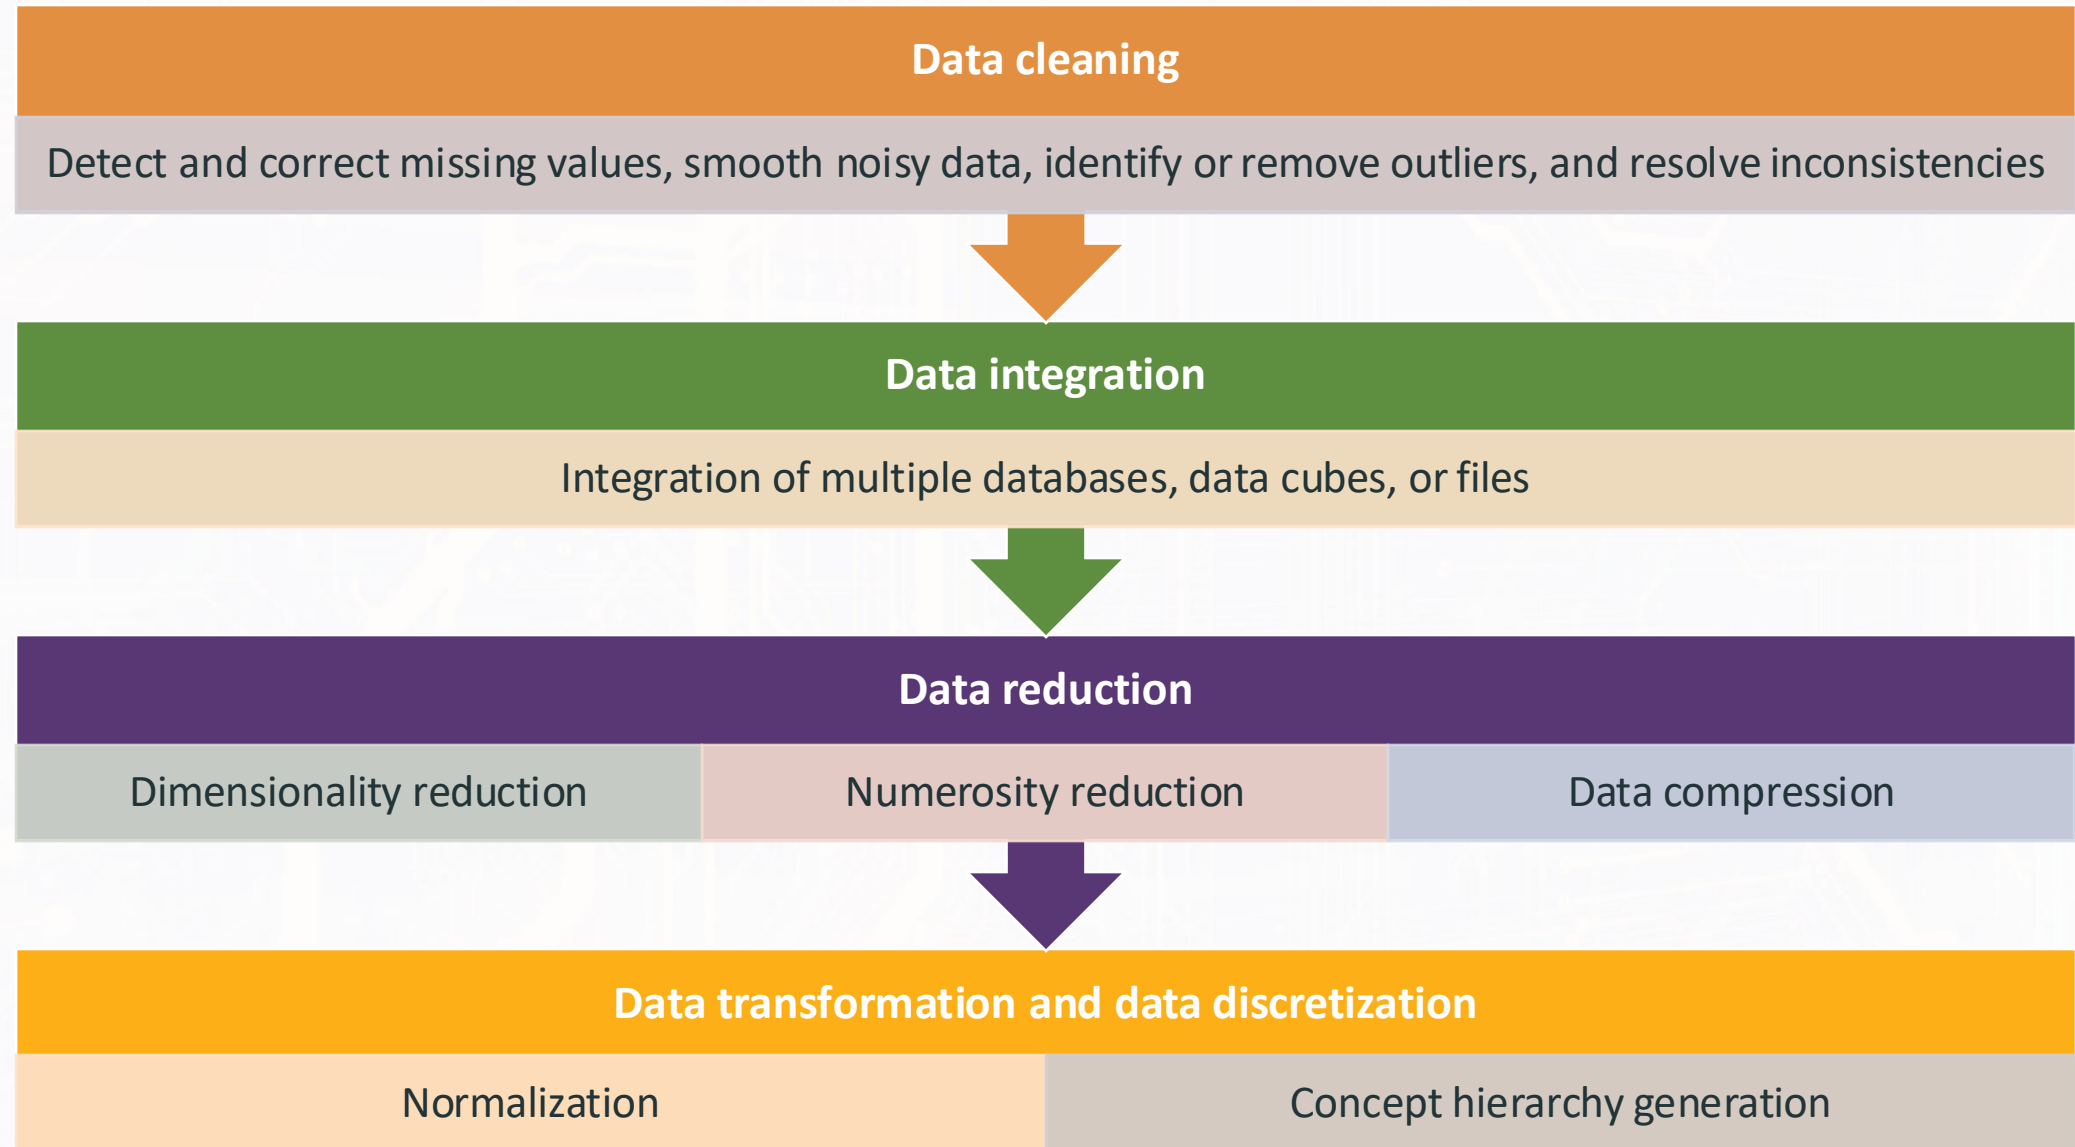 Data cleaning
Detect and correct missing values, smooth noisy data, identify or remove outliers, and resolve inconsistencies
Data integration
Integration of multiple databases, data cubes, or files
Data reduction
Dimensionality reduction
Numerosity reduction
Data compression
Data transformation and data discretization
Normalization
Concept hierarchy generation